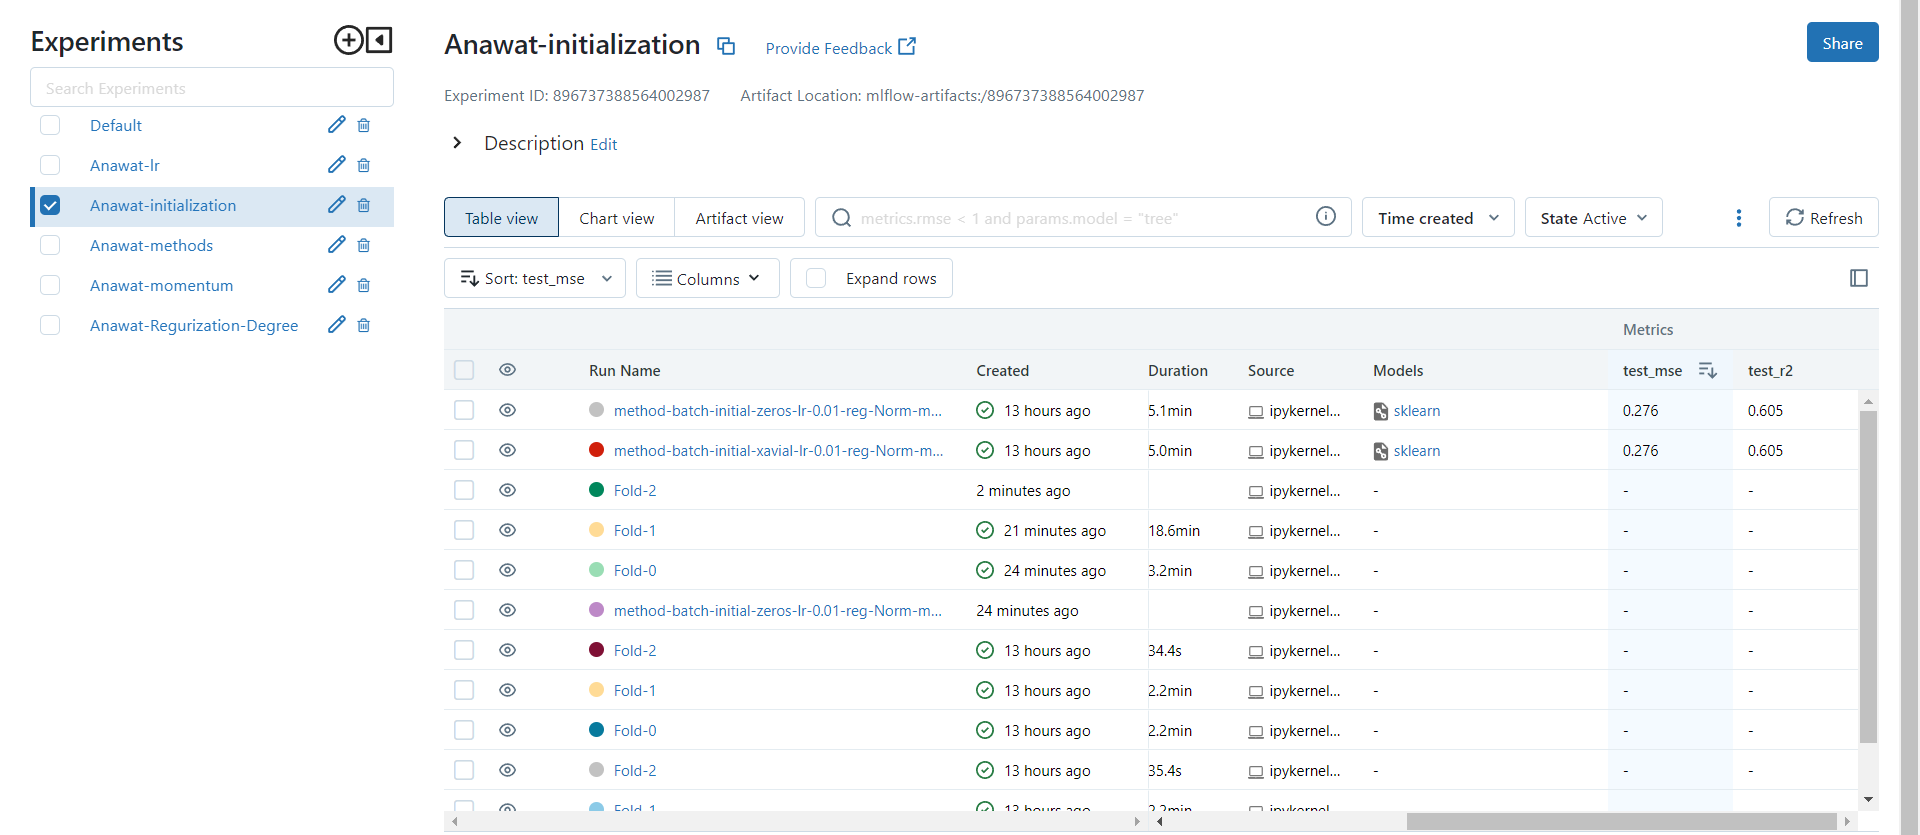 Experiments
Search Experiments
Default
Anawat-lr
Anawat-initialization
Anawat-methods
Anawat-momentum
Anawat-Regurization-Degree
Anawat-initialization Provide Feedback
Share
Experiment ID: 896737388564002987 Artifact Location: mlflow-artifacts:/896737388564002987
Description Edit
Table view Chart view Artifact view metrics.rmse < 1 and params.model = "tree" Time created State Active Refresh
Sort: test_mse Columns Expand rows
Metrics
Run Name Created Duration Source Models test_mse test_r2
method-batch-initial-zeros-lr-0.01-reg-Norm-m... 13 hours ago 5.1min ipykernel... sklearn 0.276 0.605
method-batch-initial-xavial-lr-0.01-reg-Norm-m... 13 hours ago 5.0min ipykernel... sklearn 0.276 0.605
Fold-2 2 minutes ago ipykernel... - - -
Fold-1 21 minutes ago 18.6min ipykernel... - - -
Fold-0 24 minutes ago 3.2min ipykernel... - - -
method-batch-initial-zeros-lr-0.01-reg-Norm-m... 24 minutes ago ipykernel... - - -
Fold-2 13 hours ago 34.4s ipykernel... - - -
Fold-1 13 hours ago 2.2min ipykernel... - - -
Fold-0 13 hours ago 2.2min ipykernel... - - -
Fold-2 13 hours ago 35.4s ipykernel... - - -
Fold-1 13 hours ago 2.2min ipykernel...